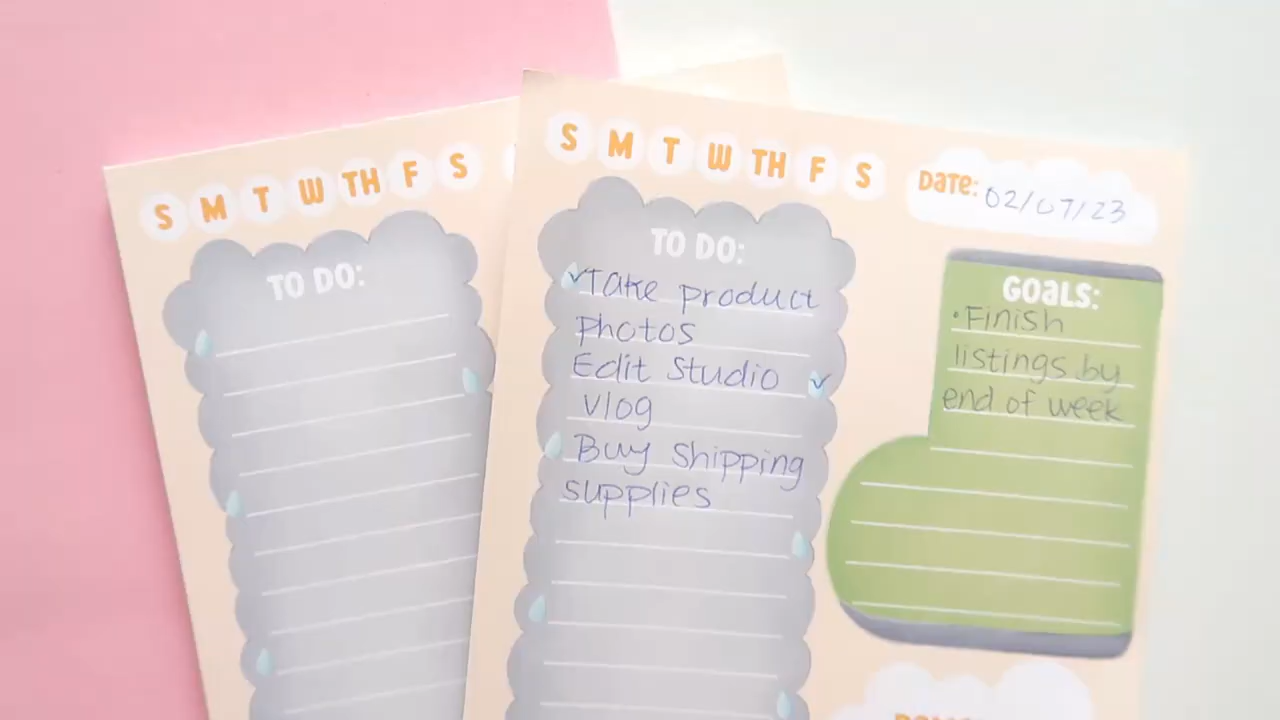 S M T W TH F S
TO DO:
S M T W TH F S
DATE: 02/07/23
TO DO:
Take product
photos
Edit Studio
vlog
Buy shipping
supplies
GOALS:
• Finish
listings by
end of week